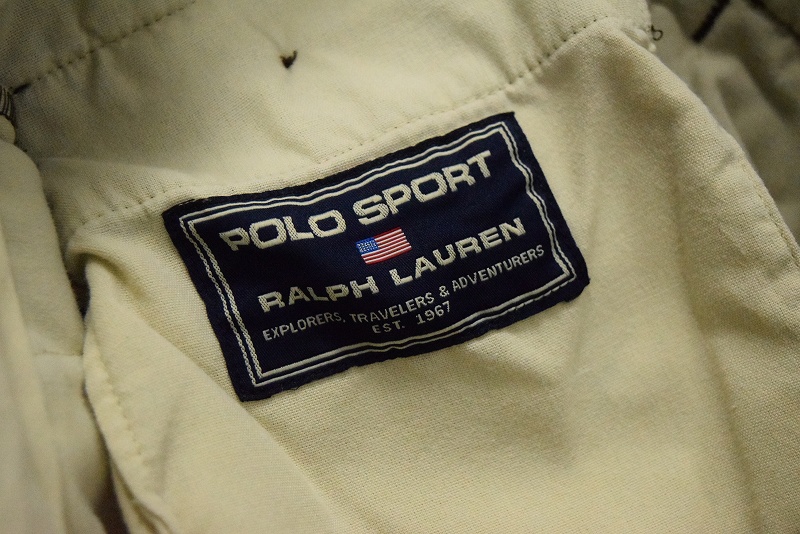 POLO SPORT
RALPH LAUREN
EXPLORERS, TRAVELERS & ADVENTURERS
EST. 1967